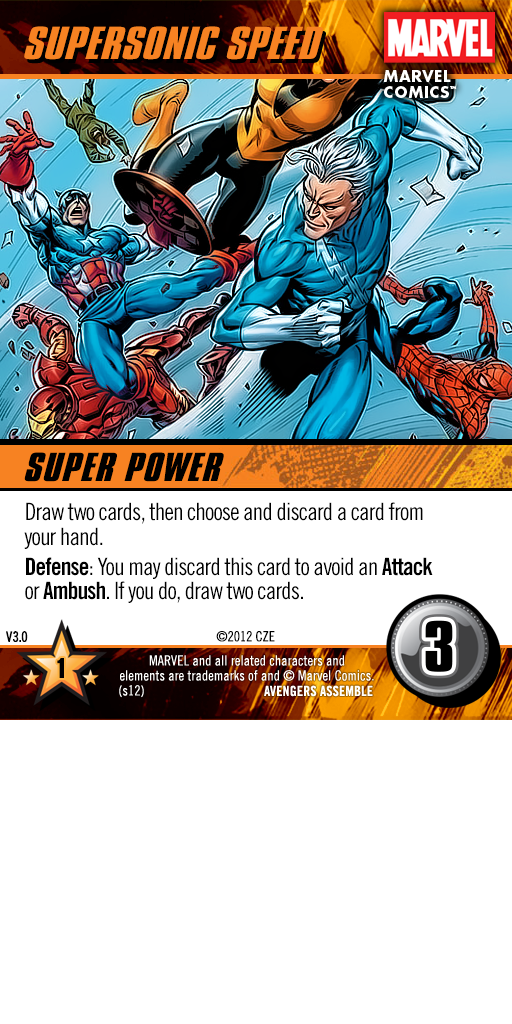 SUPERSONIC SPEED
MARVEL
MARVEL
COMICS™
SUPER POWER
Draw two cards, then choose and discard a card from
your hand.
Defense: You may discard this card to avoid an Attack
or Ambush. If you do, draw two cards.
V3.0
©2012 CZE
1
MARVEL and all related characters and
elements are trademarks of and © Marvel Comics.
(s12)
AVENGERS ASSEMBLE
3